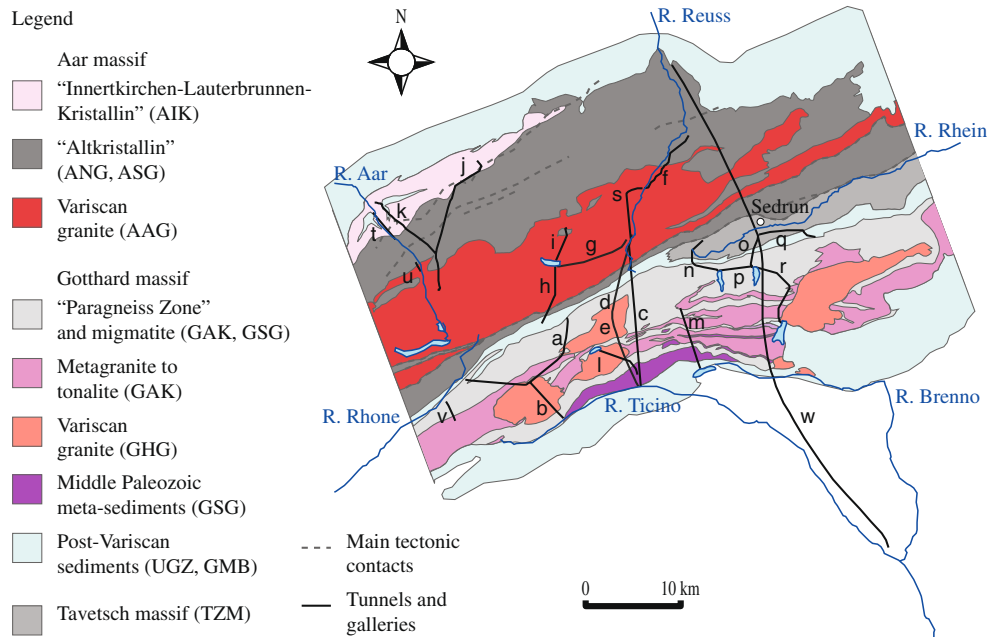 Legend
Aar massif
“Innertkirchen-Lauterbrunnen-
Kristallin” (AIK)
“Altkristallin”
(ANG, ASG)
Variscan
granite (AAG)
Gotthard massif
“Paragneiss Zone”
and migmatite (GAK, GSG)
Metagranite to
tonalite (GAK)
Variscan
granite (GHG)
Middle Paleozoic
meta-sediments (GSG)
Post-Variscan
sediments (UGZ, GMB)
Tavetsch massif (TZM)
Main tectonic
contacts
Tunnels and
galleries
0 10 km
N
R. Reuss
R. Rhein
R. Aar
Sedrun
R. Rhone
R. Ticino
R. Brenno
j
k
t
u
f
s
i
g
h
o
q
n
p
r
d
c
e
m
a
l
b
v
w